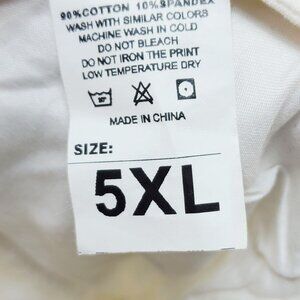 90%COTTON 10%SPANDEX
WASH WITH SIMILAR COLORS
MACHINE WASH IN COLD
DO NOT BLEACH
DO NOT IRON THE PRINT
LOW TEMPERATURE DRY
MADE IN CHINA
SIZE:
5XL